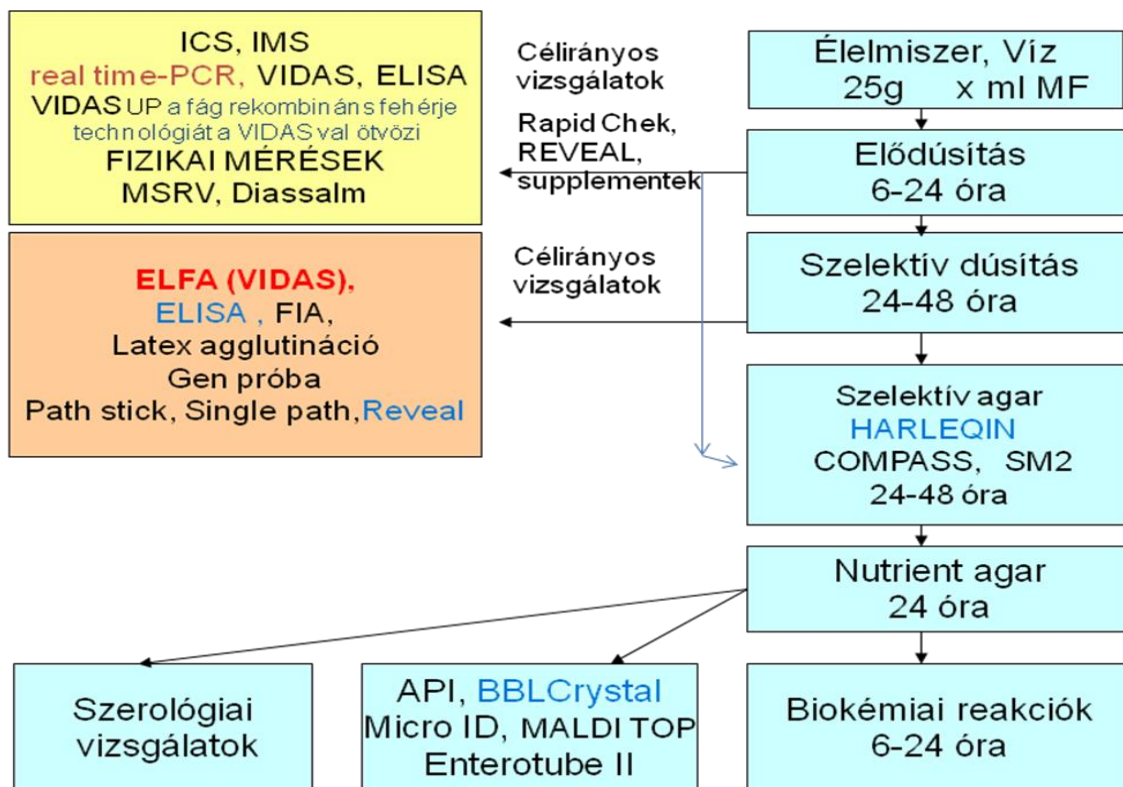 ICS, IMS
real time-PCR, VIDAS, ELISA
VIDAS UP a fág rekombináns fehérje
technológiát a VIDAS val ötvözi
FIZIKAI MÉRÉSEK
MSRV, Diassalm
Célirányos
vizsgálatok
Rapid Chek,
REVEAL,
supplementek
Élelmiszer, Víz
25g x ml MF
Elődúsítás
6-24 óra
ELFA (VIDAS),
ELISA , FIA,
Latex agglutináció
Gen próba
Path stick, Single path,Reveal
Célirányos
vizsgálatok
Szelektív dúsítás
24-48 óra
Szelektív agar
HARLEQIN
COMPASS, SM2
24-48 óra
Nutrient agar
24 óra
Szerológiai
vizsgálatok
API, BBLCrystal
Micro ID, MALDI TOP
Enterotube II
Biokémiai reakciók
6-24 óra